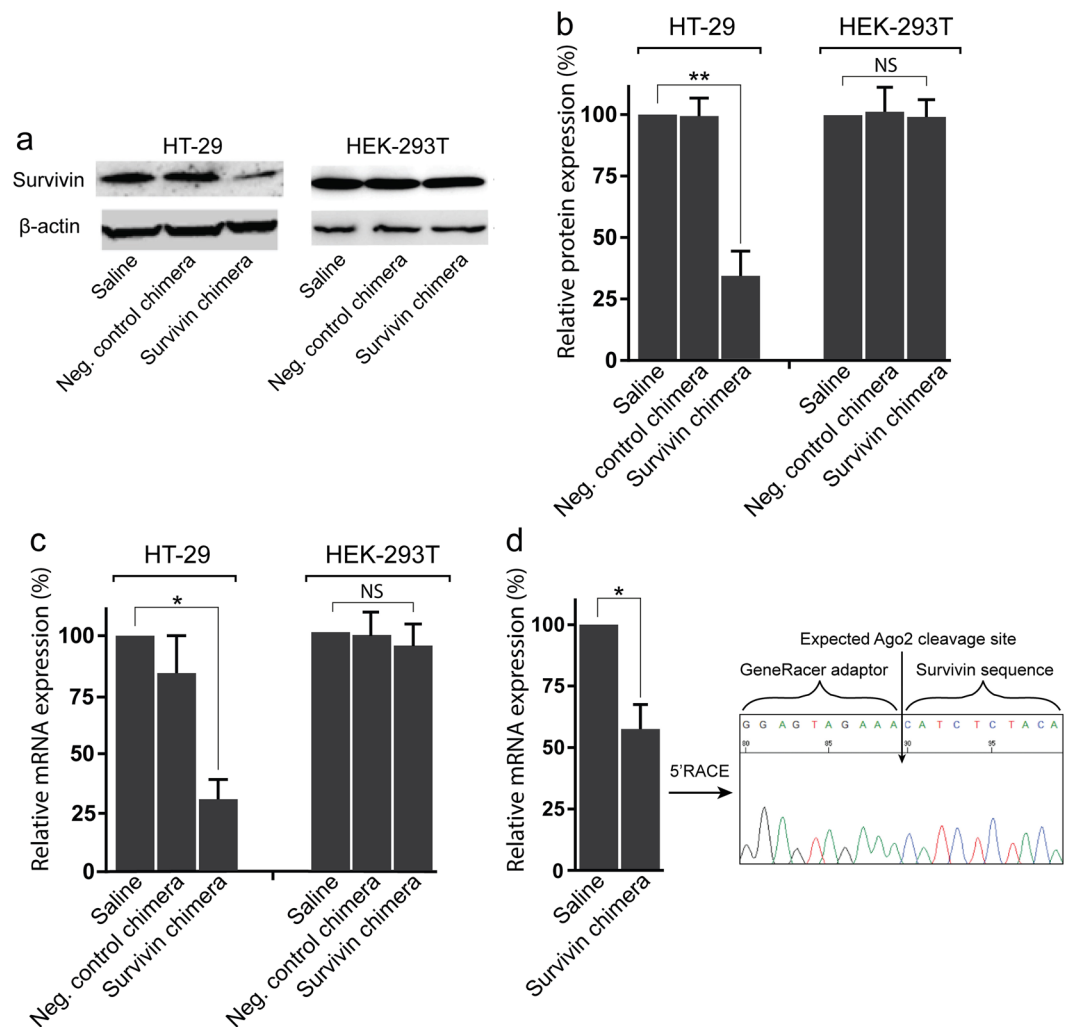 a
HT-29
HEK-293T
Survivin
β-actin
Saline
Neg. control chimera
Survivin chimera
Saline
Neg. control chimera
Survivin chimera
b
HT-29
HEK-293T
Relative protein expression (%)
**
NS
100
75
50
25
0
Saline
Neg. control chimera
Survivin chimera
Saline
Neg. control chimera
Survivin chimera
c
HT-29
HEK-293T
Relative mRNA expression (%)
*
NS
100
75
50
25
0
Saline
Neg. control chimera
Survivin chimera
Saline
Neg. control chimera
Survivin chimera
d
Relative mRNA expression (%)
*
100
75
50
25
0
Saline
Survivin chimera
5'RACE
Expected Ago2 cleavage site
GeneRacer adaptor
Survivin sequence
G G A G T A G A A A C A T C T C T A C A
80 85 90 95